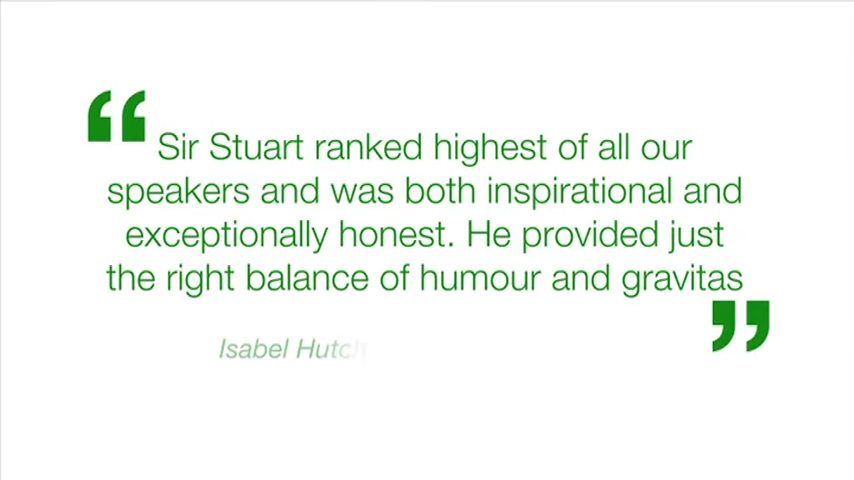 “Sir Stuart ranked highest of all our
speakers and was both inspirational and
exceptionally honest. He provided just
the right balance of humour and gravitas”
Isabel